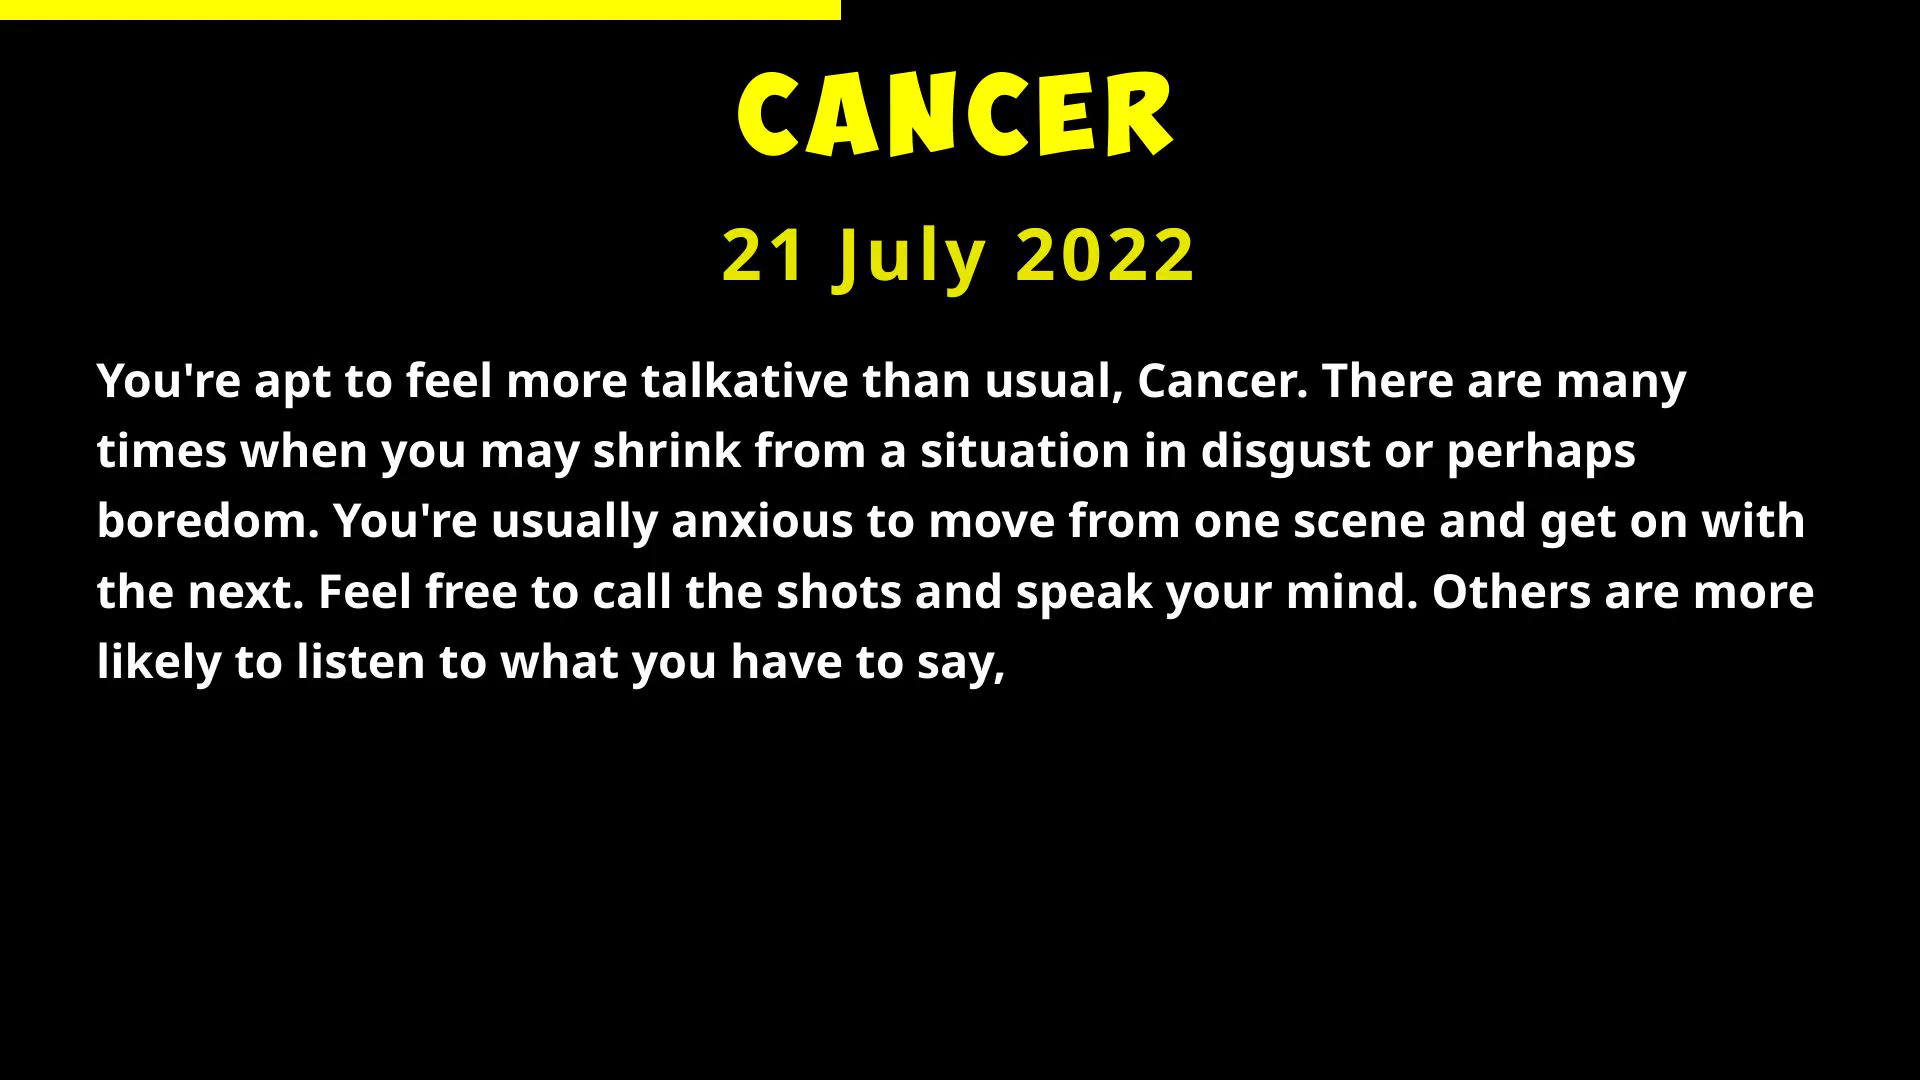 CANCER
21 July 2022
You're apt to feel more talkative than usual, Cancer. There are many
times when you may shrink from a situation in disgust or perhaps
boredom. You're usually anxious to move from one scene and get on with
the next. Feel free to call the shots and speak your mind. Others are more
likely to listen to what you have to say,